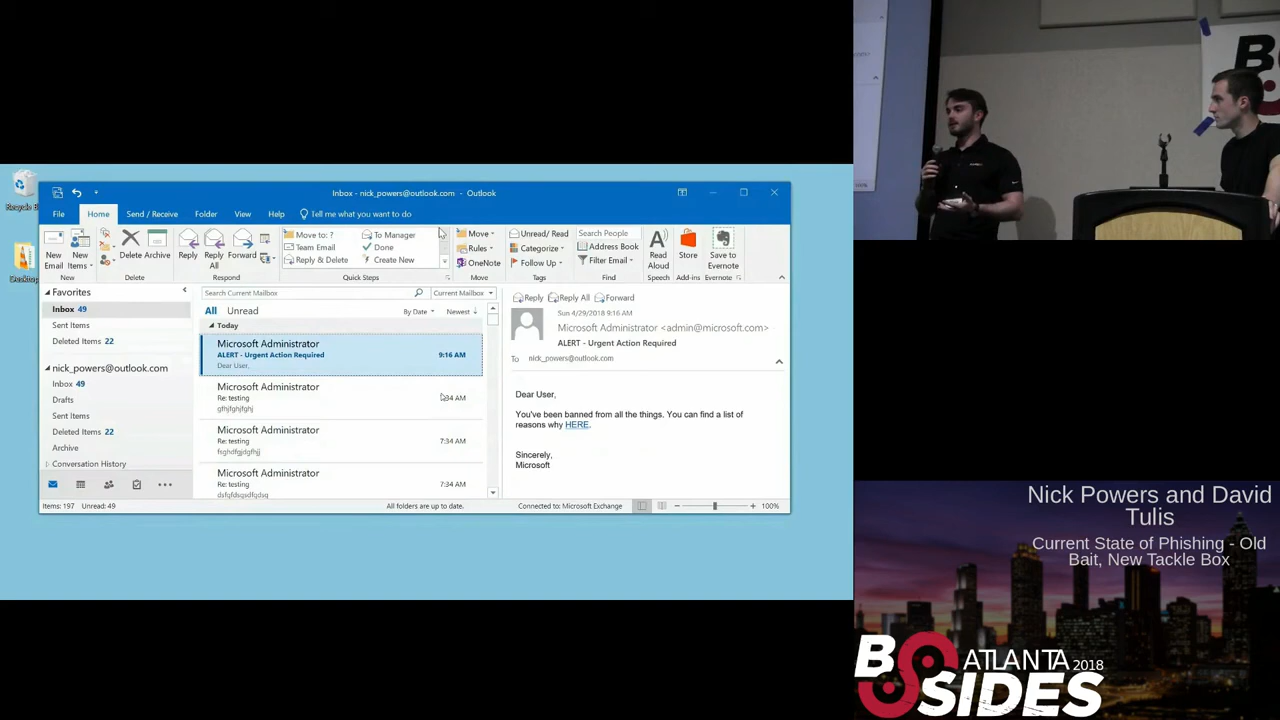 Recycle B
Desktop
Inbox - nick_powers@outlook.com - Outlook
File Home Send / Receive Folder View Help Tell me what you want to do
New Email
New Items
Delete
Archive
Reply
Reply All
Forward
Move to: ?
Team Email
Reply & Delete
To Manager
Done
Create New
Move
Rules
OneNote
Unread/ Read
Categorize
Follow Up
Search People
Address Book
Filter Email
Read Aloud
Store
Save to Evernote
New Delete Respond Quick Steps Move Tags Find Speech Add-ins Evernote
Favorites
Inbox 49
Sent Items
Deleted Items 22
nick_powers@outlook.com
Inbox 49
Drafts
Sent Items
Deleted Items 22
Archive
Conversation History
Search Current Mailbox Current Mailbox
All Unread
By Date Newest
Today
Microsoft Administrator
ALERT - Urgent Action Required 9:16 AM
Dear User,
Microsoft Administrator
Re: testing 7:34 AM
gfhjfghjfghj
Microsoft Administrator
Re: testing 7:34 AM
fsghdfgjdgfhjj
Microsoft Administrator
Re: testing 7:34 AM
Reply Reply All Forward
Sun 4/29/2018 9:16 AM
Microsoft Administrator <admin@microsoft.com>
ALERT - Urgent Action Required
To nick_powers@outlook.com
Dear User,
You've been banned from all the things. You can find a list of
reasons why HERE.
Sincerely,
Microsoft
Items: 197 Unread: 49 All folders are up to date. Connected to: Microsoft Exchange 100%
Nick Powers and David
Tulis
Current State of Phishing - Old
Bait, New Tackle Box
BSIDES ATLANTA 2018